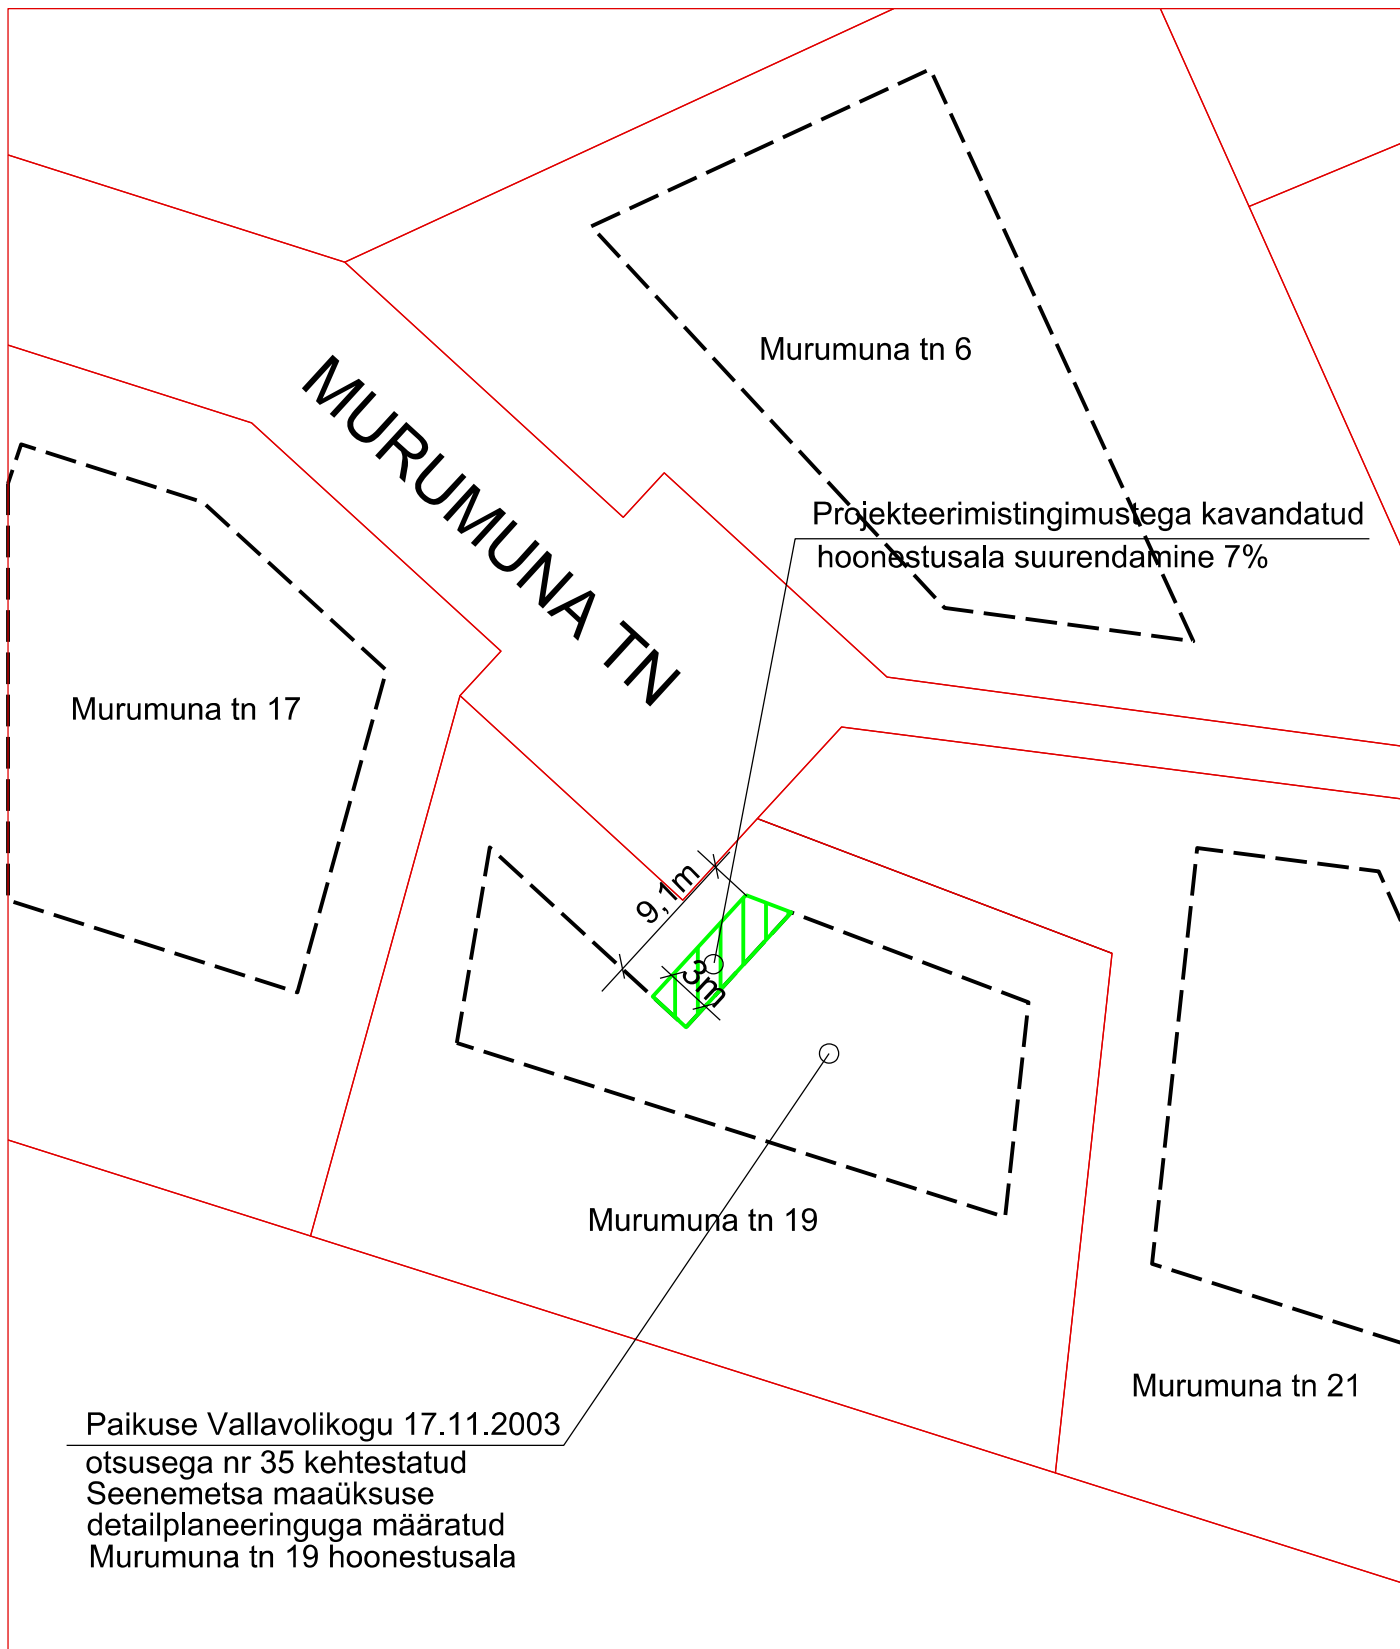 Murumuna tn 6
MURUMUNA TN
Projekteerimistingimustega kavandatud
hoonestusala suurendamine 7%
Murumuna tn 17
9,1m
3m
Murumuna tn 19
Murumuna tn 21
Paikuse Vallavolikogu 17.11.2003
otsusega nr 35 kehtestatud
Seenemetsa maaüksuse
detailplaneeringuga määratud
Murumuna tn 19 hoonestusala